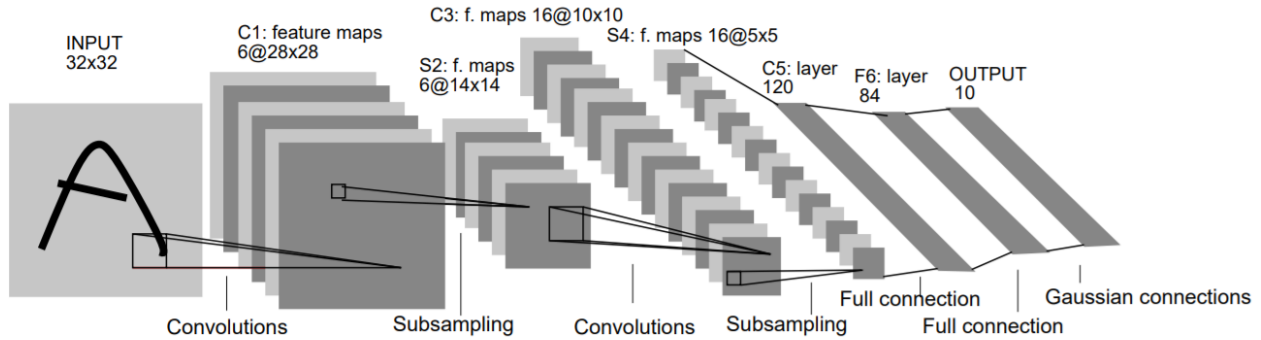 INPUT
32x32
C1: feature maps
6@28x28
S2: f. maps
6@14x14
C3: f. maps 16@10x10
S4: f. maps 16@5x5
C5: layer
120
F6: layer
84
OUTPUT
10
Convolutions
Subsampling
Convolutions
Subsampling
Full connection
Full connection
Gaussian connections